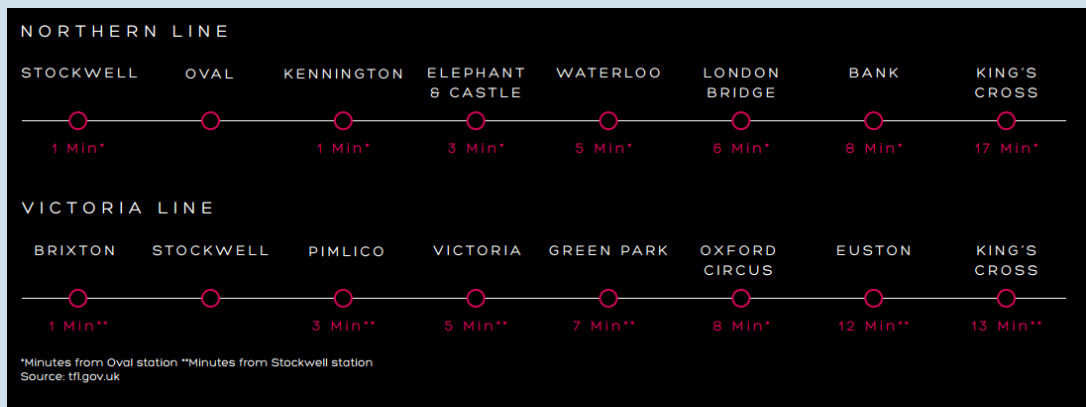 NORTHERN LINE
STOCKWELL OVAL KENNINGTON ELEPHANT WATERLOO LONDON BANK KING'S
& CASTLE BRIDGE CROSS
1 Min* 1 Min* 3 Min* 5 Min* 6 Min* 8 Min* 17 Min*
VICTORIA LINE
BRIXTON STOCKWELL PIMLICO VICTORIA GREEN PARK OXFORD EUSTON KING'S
CIRCUS CROSS
1 Min** 3 Min** 5 Min** 7 Min** 8 Min* 12 Min** 13 Min**
*Minutes from Oval station **Minutes from Stockwell station
Source: tfl.gov.uk